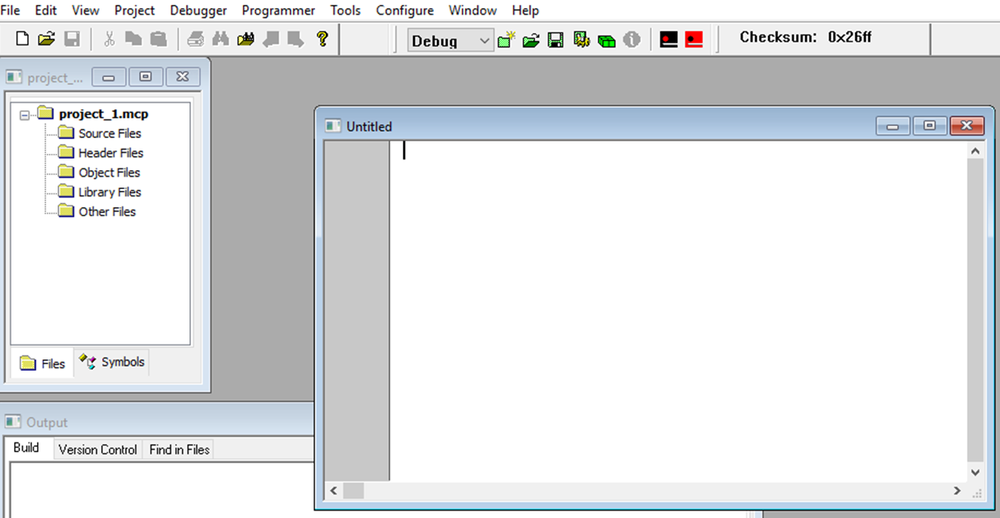 File Edit View Project Debugger Programmer Tools Configure Window Help
Debug Checksum: 0x26ff
project_...
project_1.mcp
Source Files
Header Files
Object Files
Library Files
Other Files
Files Symbols
Untitled
Output
Build Version Control Find in Files